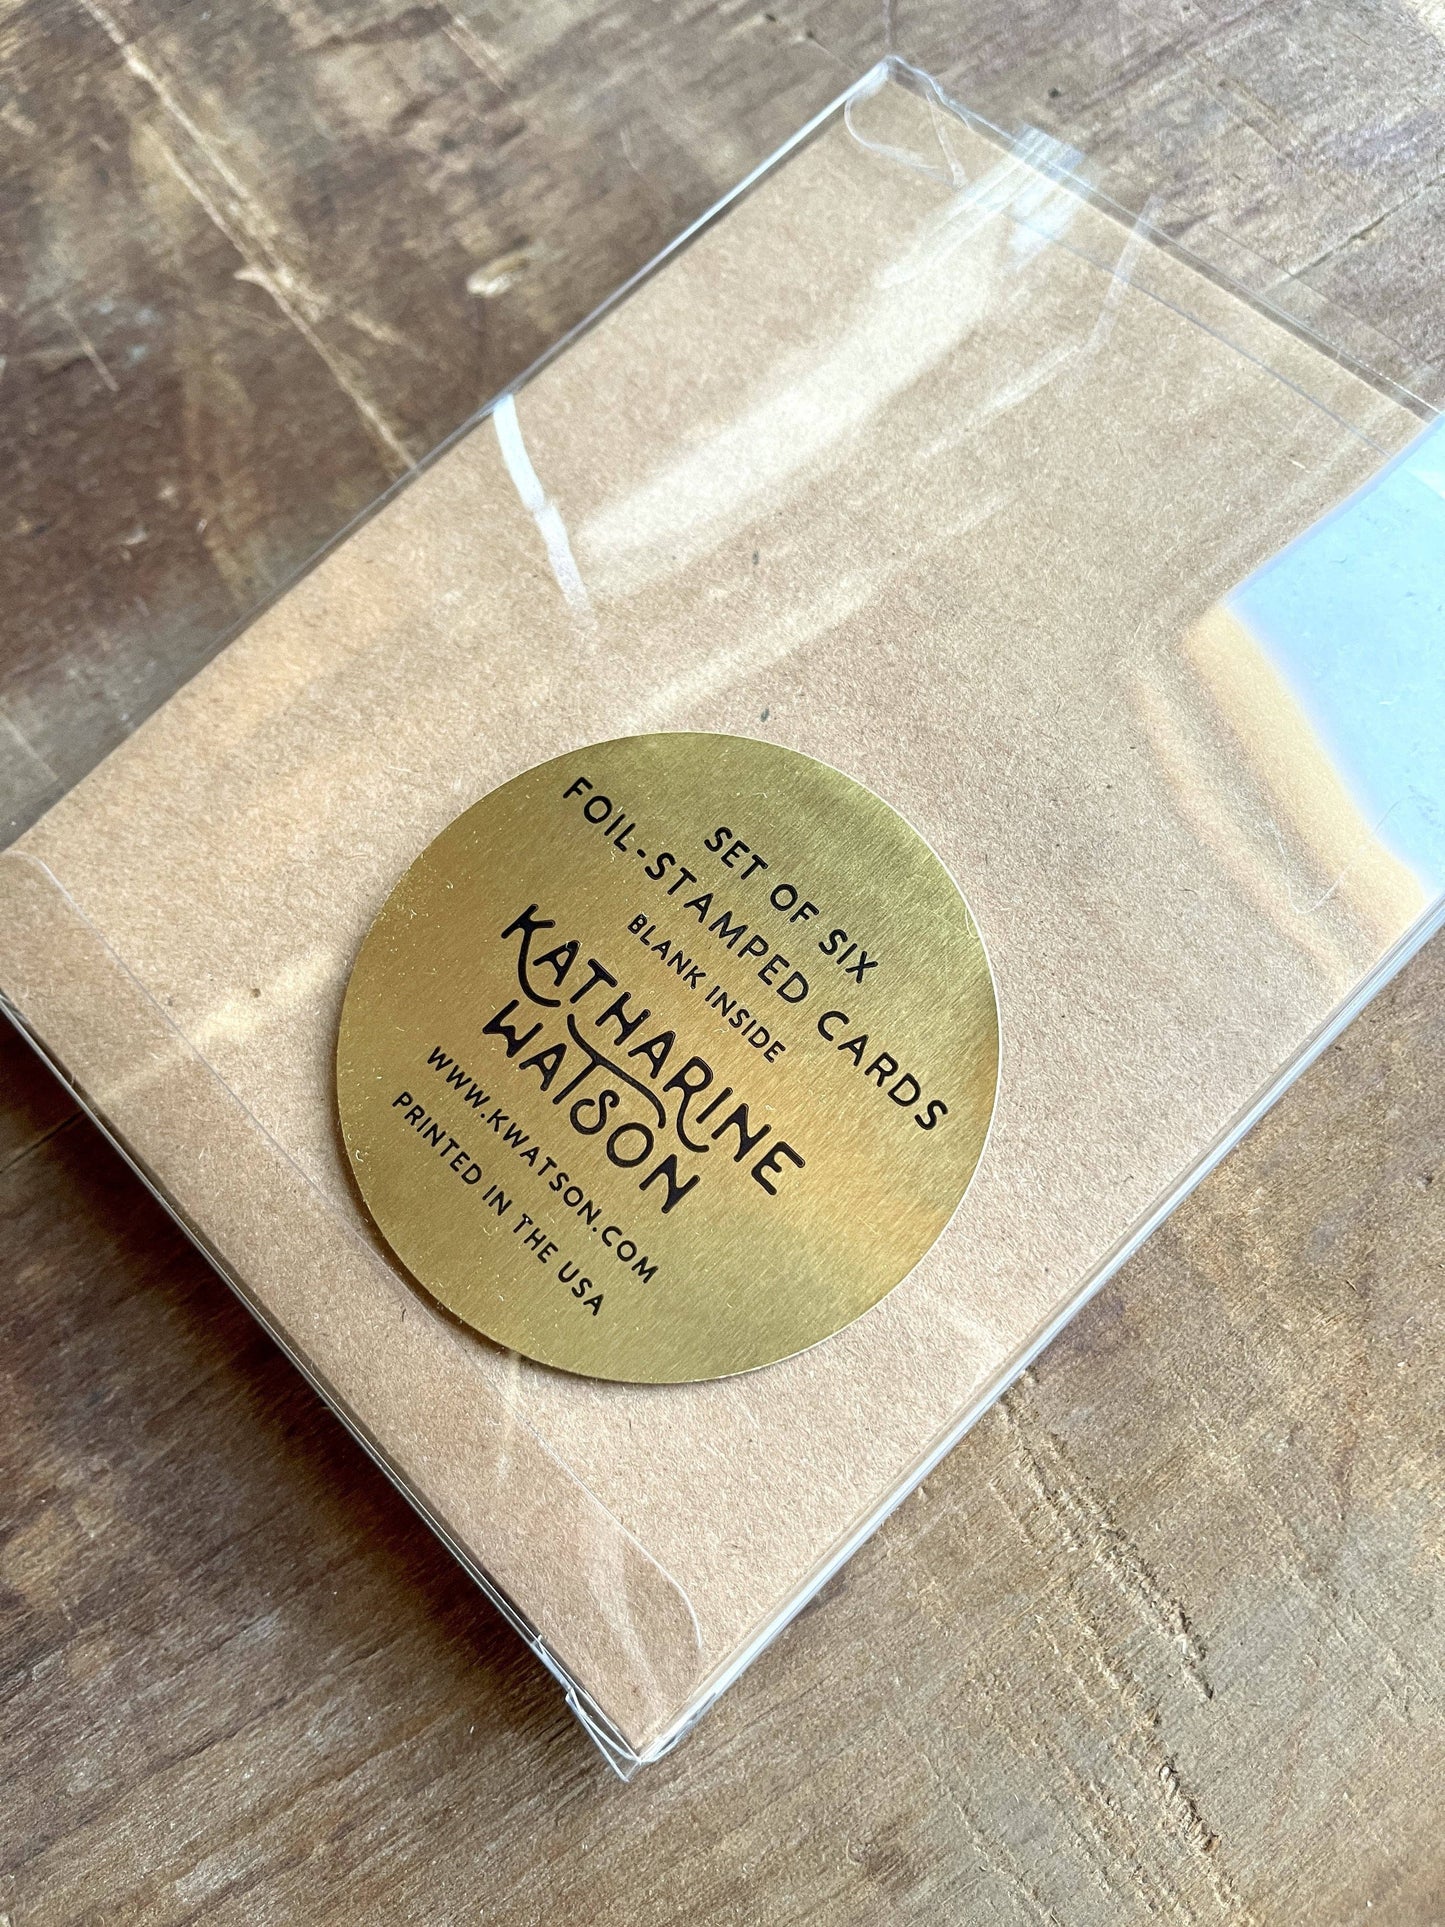 SET OF SIX
FOIL-STAMPED CARDS
BLANK INSIDE
KATHARINE
WATSON
WWW.KWATSON.COM
PRINTED IN THE USA